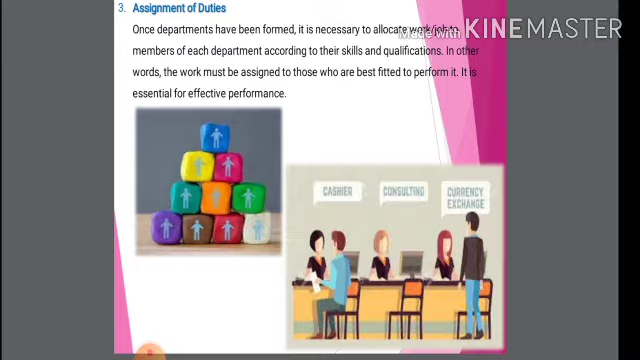 3. Assignment of Duties
Made with KINEMASTER
Once departments have been formed, it is necessary to allocate work/job to
members of each department according to their skills and qualifications. In other
words, the work must be assigned to those who are best fitted to perform it. It is
essential for effective performance.
CASHIER
CONSULTING
CURRENCY
EXCHANGE